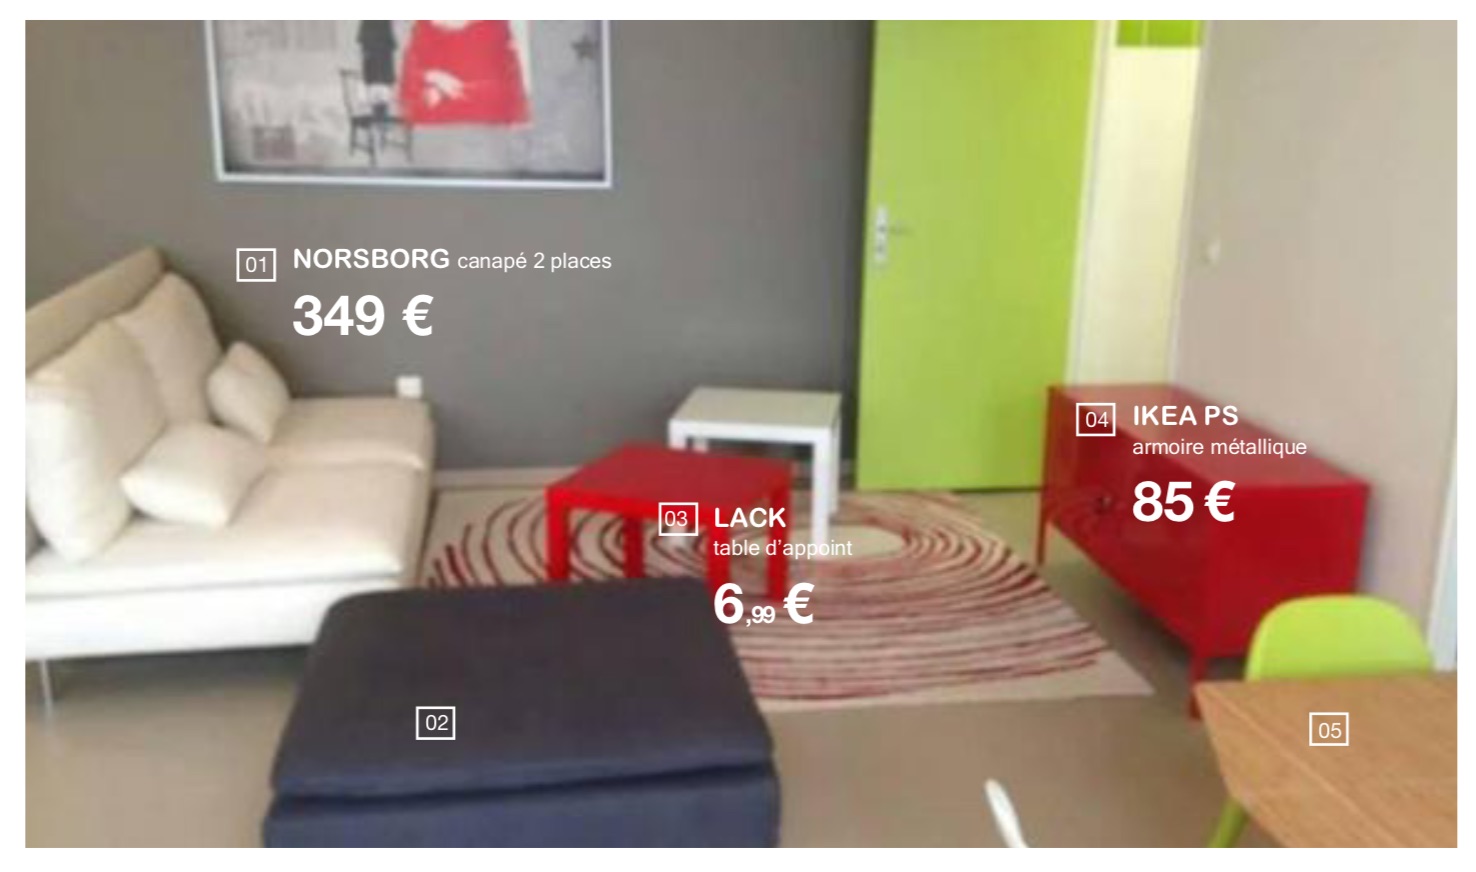 01 NORSBORG canapé 2 places
349 €
04 IKEA PS
armoire métallique
85 €
03 LACK
table d’appoint
6,99 €
02
05